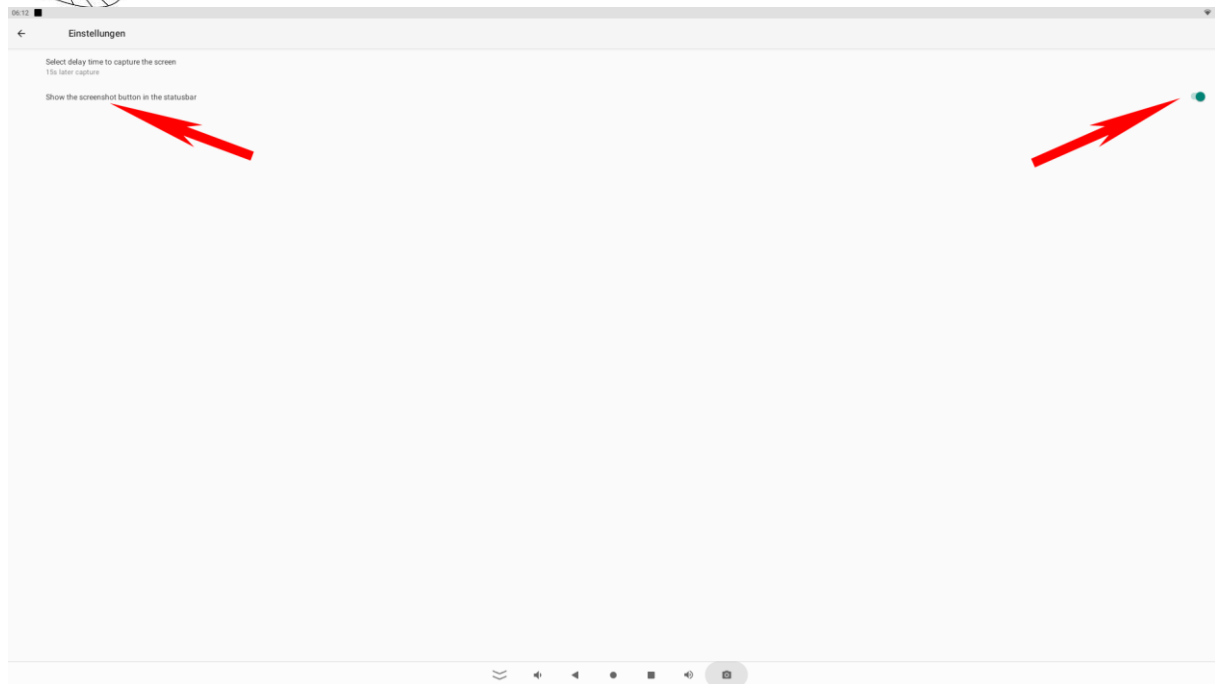 06:12
Einstellungen
Select delay time to capture the screen
15s later capture
Show the screenshot button in the statusbar